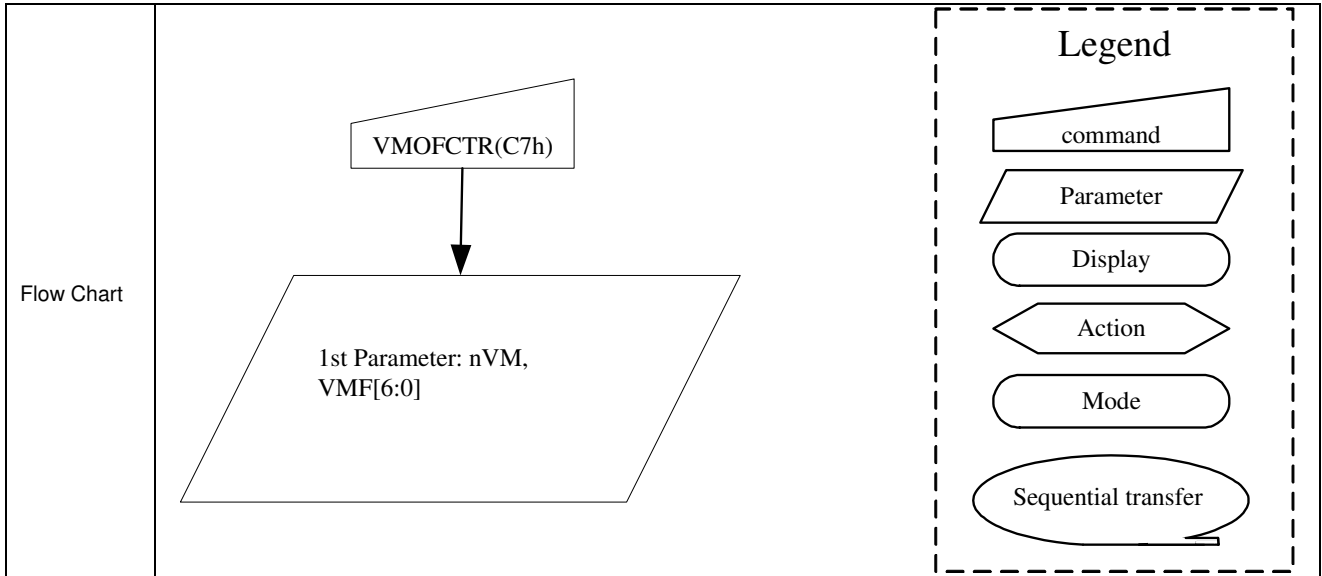 Flow Chart
VMOFCTR(C7h)
1st Parameter: nVM,
VMF[6:0]
Legend
command
Parameter
Display
Action
Mode
Sequential transfer